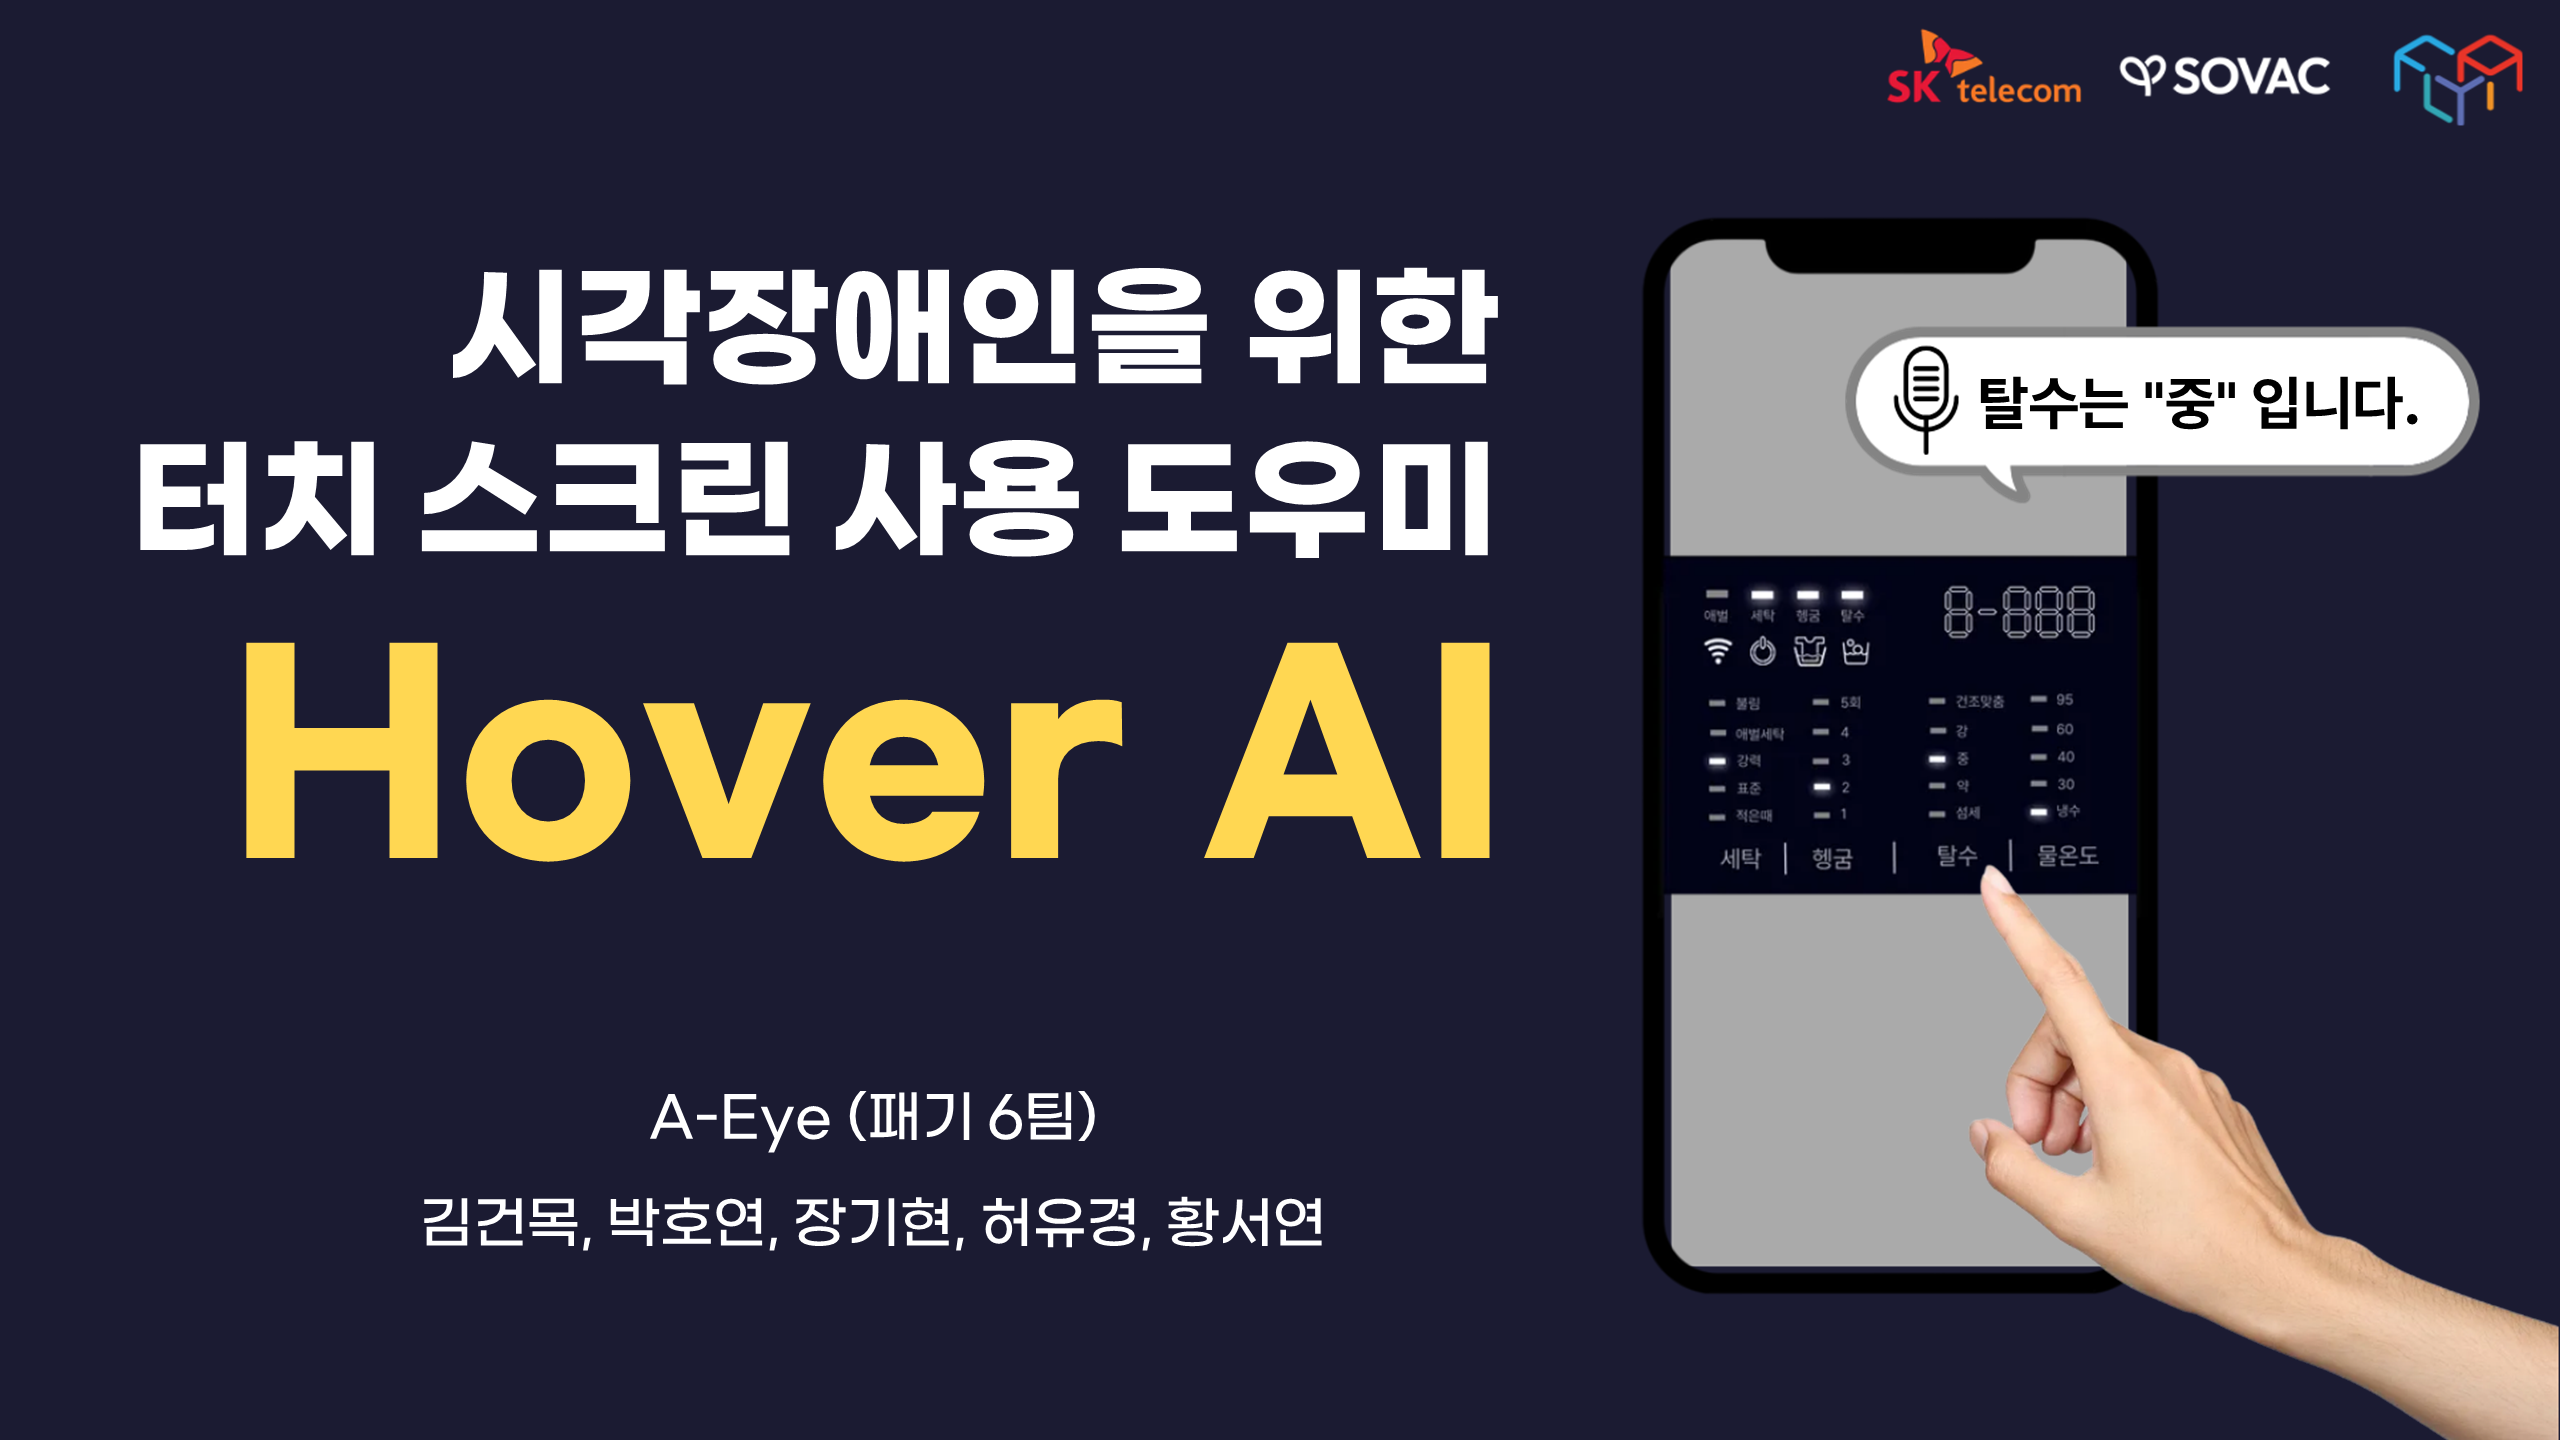 SK telecom
SOVAC
시각장애인을 위한
터치 스크린 사용 도우미
Hover AI
A-Eye (패기 6팀)
김건목, 박호연, 장기현, 허유경, 황서연
탈수는 "중" 입니다.
애벌 세탁 헹굼 탈수
8-888
불림 5회 건조맞춤 95
애벌세탁 4 강 60
강력 3 중 40
표준 2 약 30
적은때 1 섬세 냉수
세탁 | 헹굼 | 탈수 | 물온도